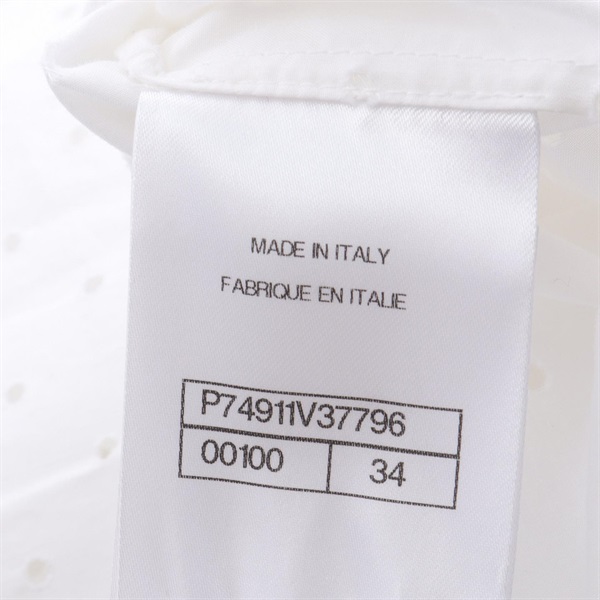 MADE IN ITALY
FABRIQUE EN ITALIE
P74911V37796
00100 34